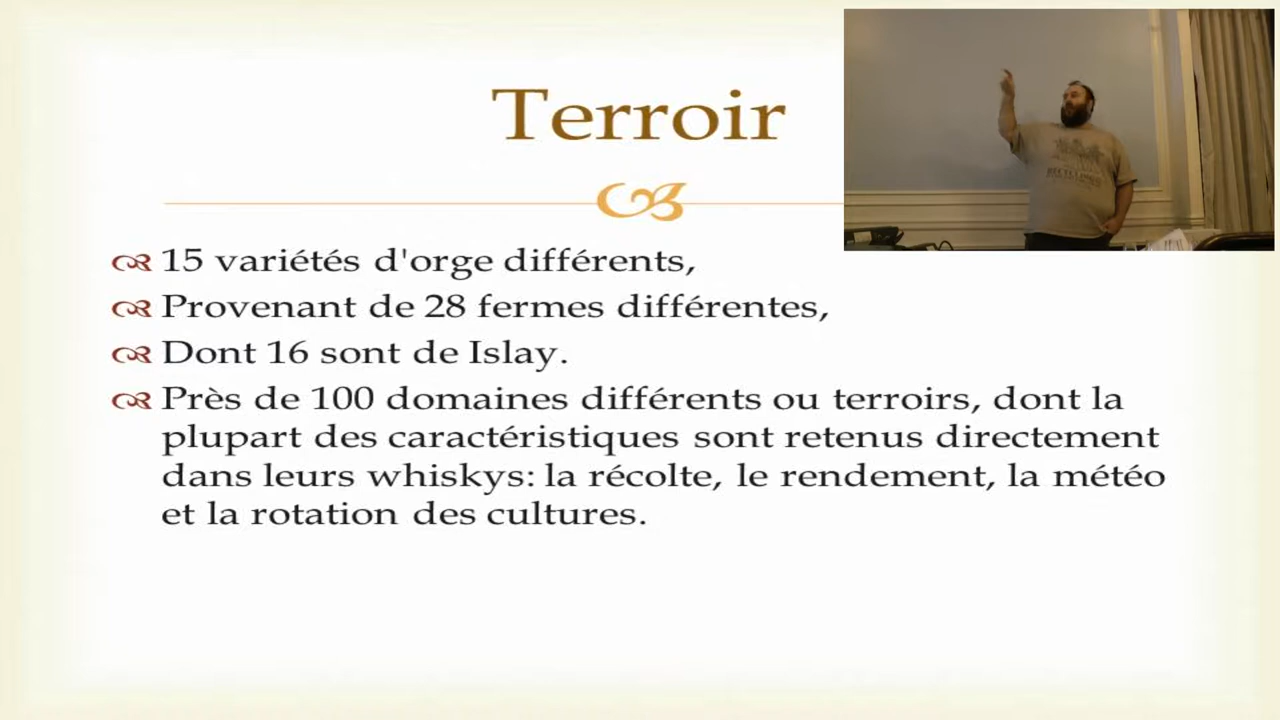 Terroir
15 variétés d'orge différents,
Provenant de 28 fermes différentes,
Dont 16 sont de Islay.
Près de 100 domaines différents ou terroirs, dont la
plupart des caractéristiques sont retenus directement
dans leurs whiskys: la récolte, le rendement, la météo
et la rotation des cultures.